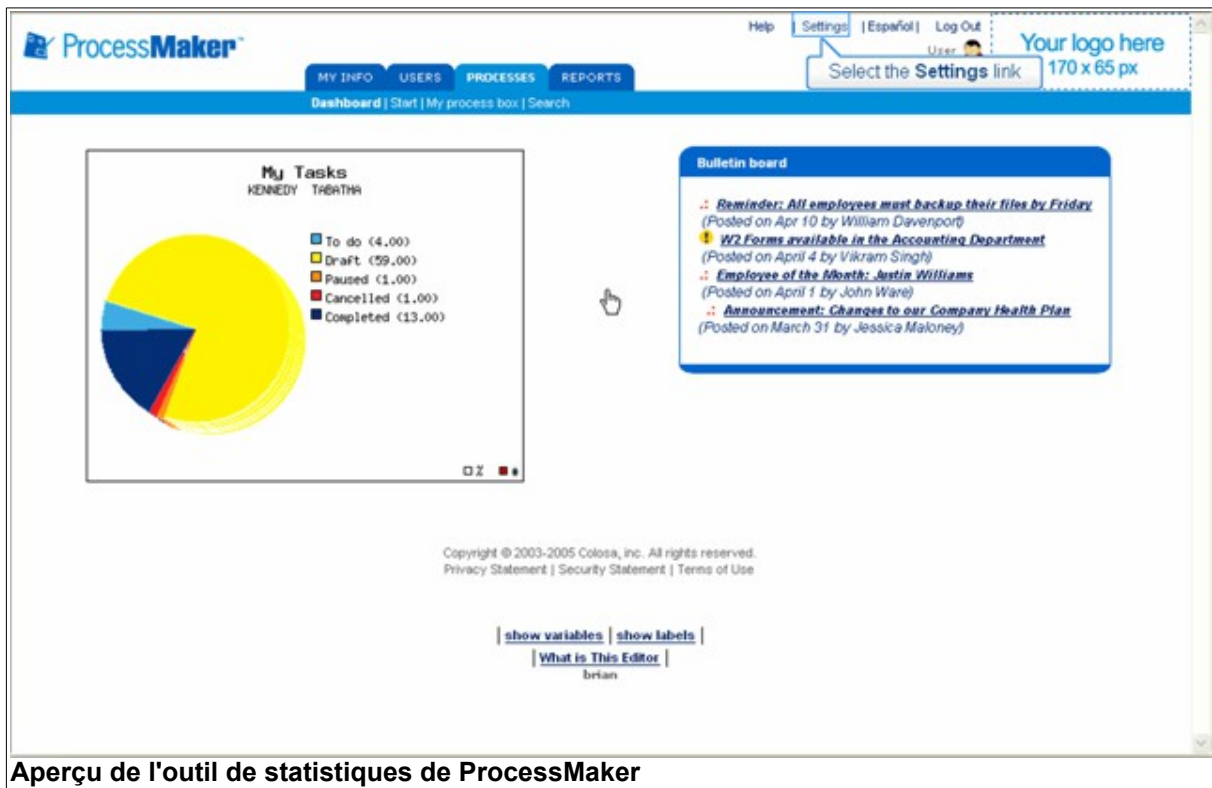 ProcessMaker™
Help | Settings | Español | Log Out
User
Your logo here
170 x 65 px
Select the Settings link
MY INFO USERS PROCESSES REPORTS
Dashboard | Start | My process box | Search
My Tasks
KENNEDY TABATHA
To do (4.00)
Draft (59.00)
Paused (1.00)
Cancelled (1.00)
Completed (13.00)
%
#
Bulletin board
Reminder: All employees must backup their files by Friday
(Posted on Apr 10 by William Davenport)
W2 Forms available in the Accounting Department
(Posted on April 4 by Vikram Singh)
Employee of the Month: Justin Williams
(Posted on April 1 by John Ware)
Announcement: Changes to our Company Health Plan
(Posted on March 31 by Jessica Maloney)
Copyright © 2003-2005 Colosa, inc. All rights reserved.
Privacy Statement | Security Statement | Terms of Use
| show variables | show labels |
| What is This Editor |
brian
Aperçu de l'outil de statistiques de ProcessMaker